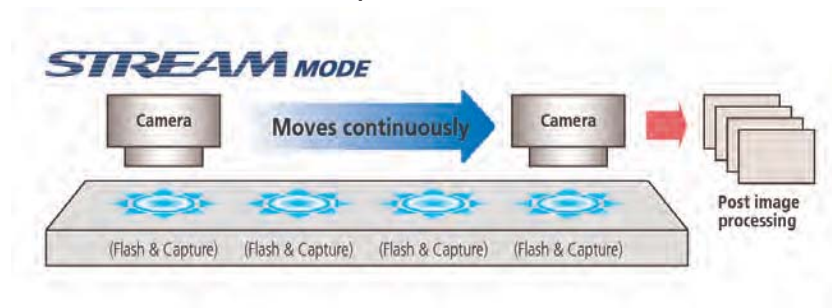 STREAM MODE
Camera
Moves continuously
Camera
Post image
processing
(Flash & Capture) (Flash & Capture) (Flash & Capture) (Flash & Capture)